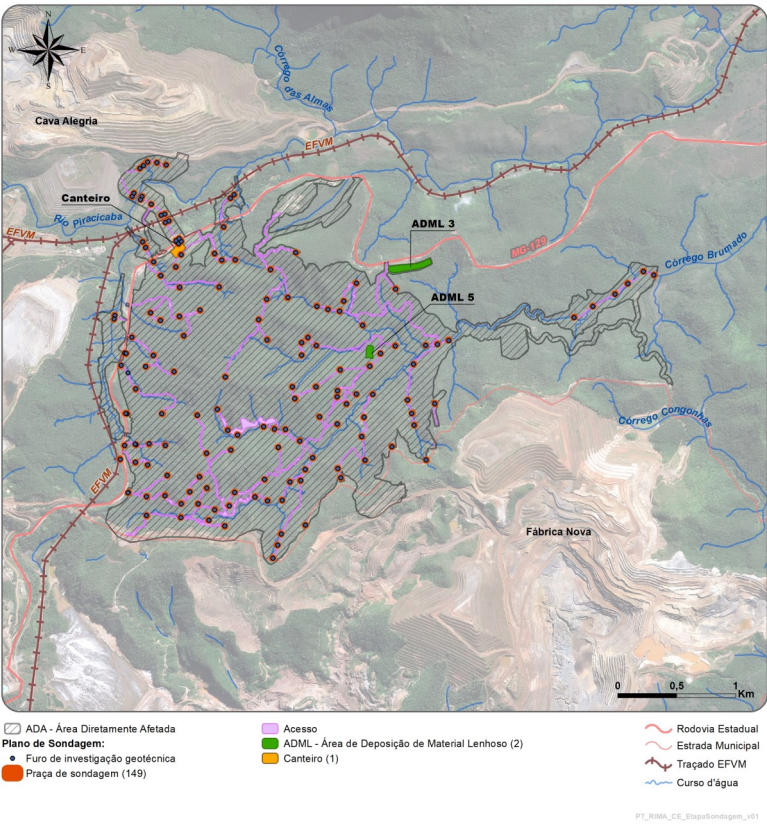 N
W
E
S
Córrego das Almas
Cava Alegria
EFVM
Canteiro
Rio Piracicaba
ADML 3
EFVM
MG-129
Córrego Brumado
ADML 5
Córrego Congonhas
EFVM
Fábrica Nova
0 0,5 1
Km
ADA - Área Diretamente Afetada
Plano de Sondagem:
Furo de investigação geotécnica
Praça de sondagem (149)
Acesso
ADML - Área de Deposição de Material Lenhoso (2)
Canteiro (1)
Rodovia Estadual
Estrada Municipal
Traçado EFVM
Curso d'água
PT_RIMA_CE_EtapaSondagem_v01